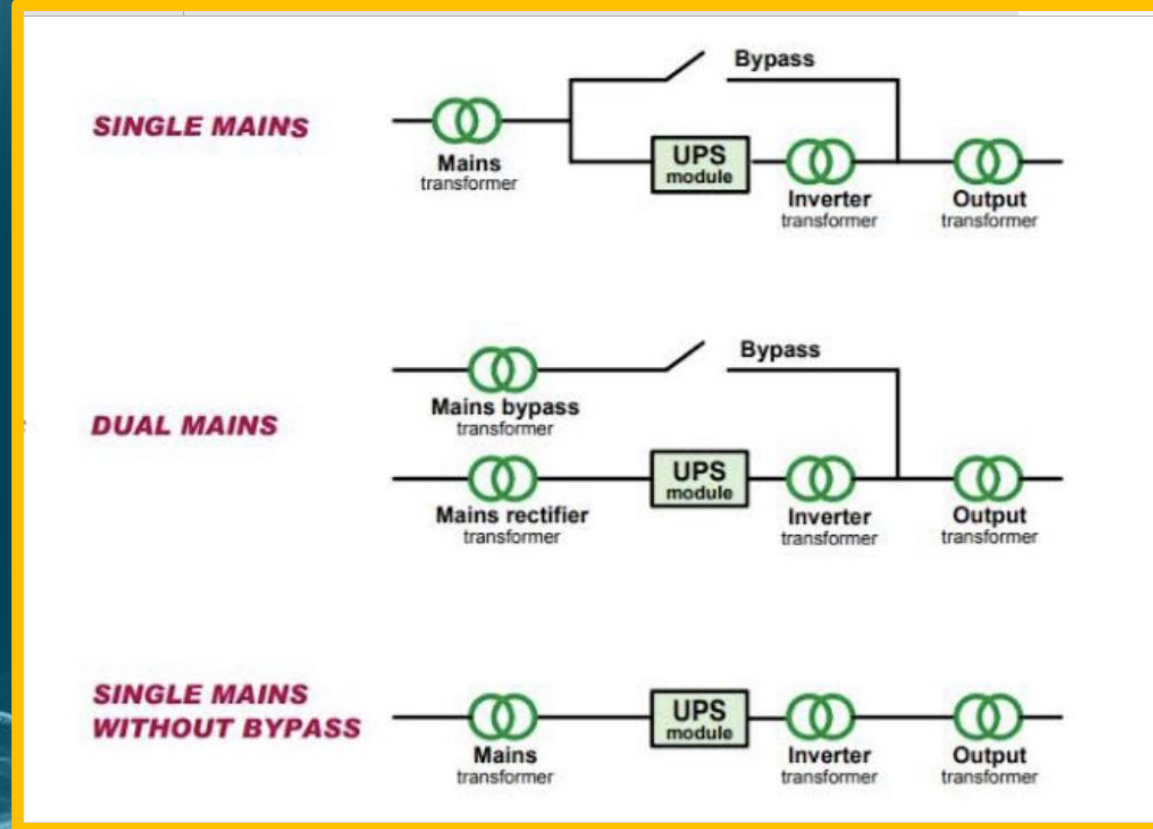 SINGLE MAINS
Bypass
Mains
transformer
UPS
module
Inverter
transformer
Output
transformer
DUAL MAINS
Bypass
Mains bypass
transformer
Mains rectifier
transformer
UPS
module
Inverter
transformer
Output
transformer
SINGLE MAINS
WITHOUT BYPASS
Mains
transformer
UPS
module
Inverter
transformer
Output
transformer